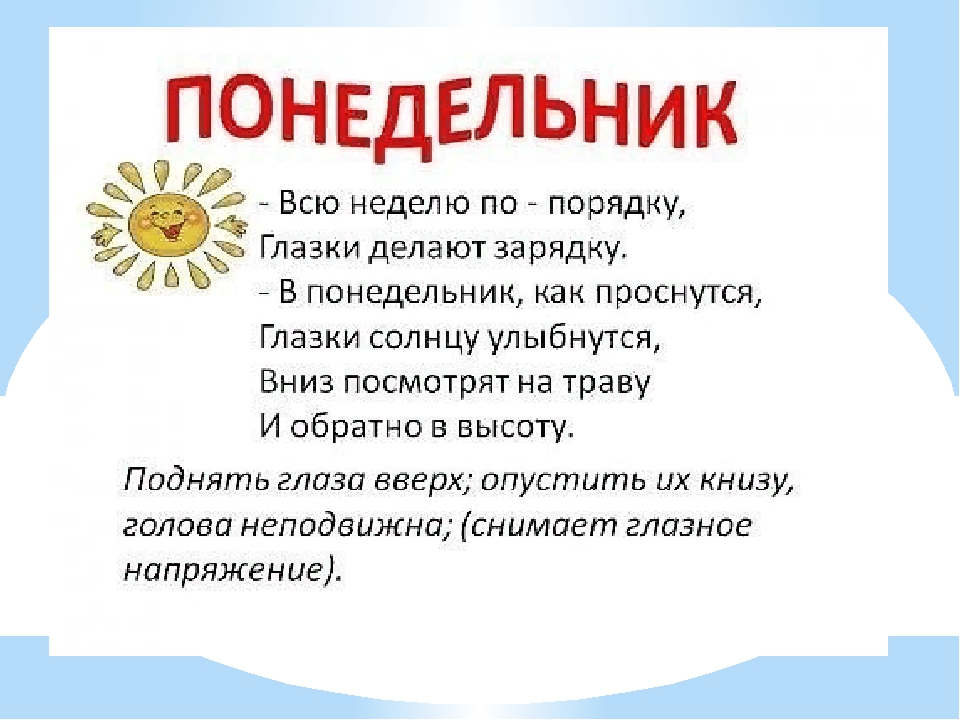 ПОНЕДЕЛЬНИК
- Всю неделю по - порядку,
Глазки делают зарядку.
- В понедельник, как проснутся,
Глазки солнцу улыбнутся,
Вниз посмотрят на траву
И обратно в высоту.
Поднять глаза вверх; опустить их книзу,
голова неподвижна; (снимает глазное
напряжение).